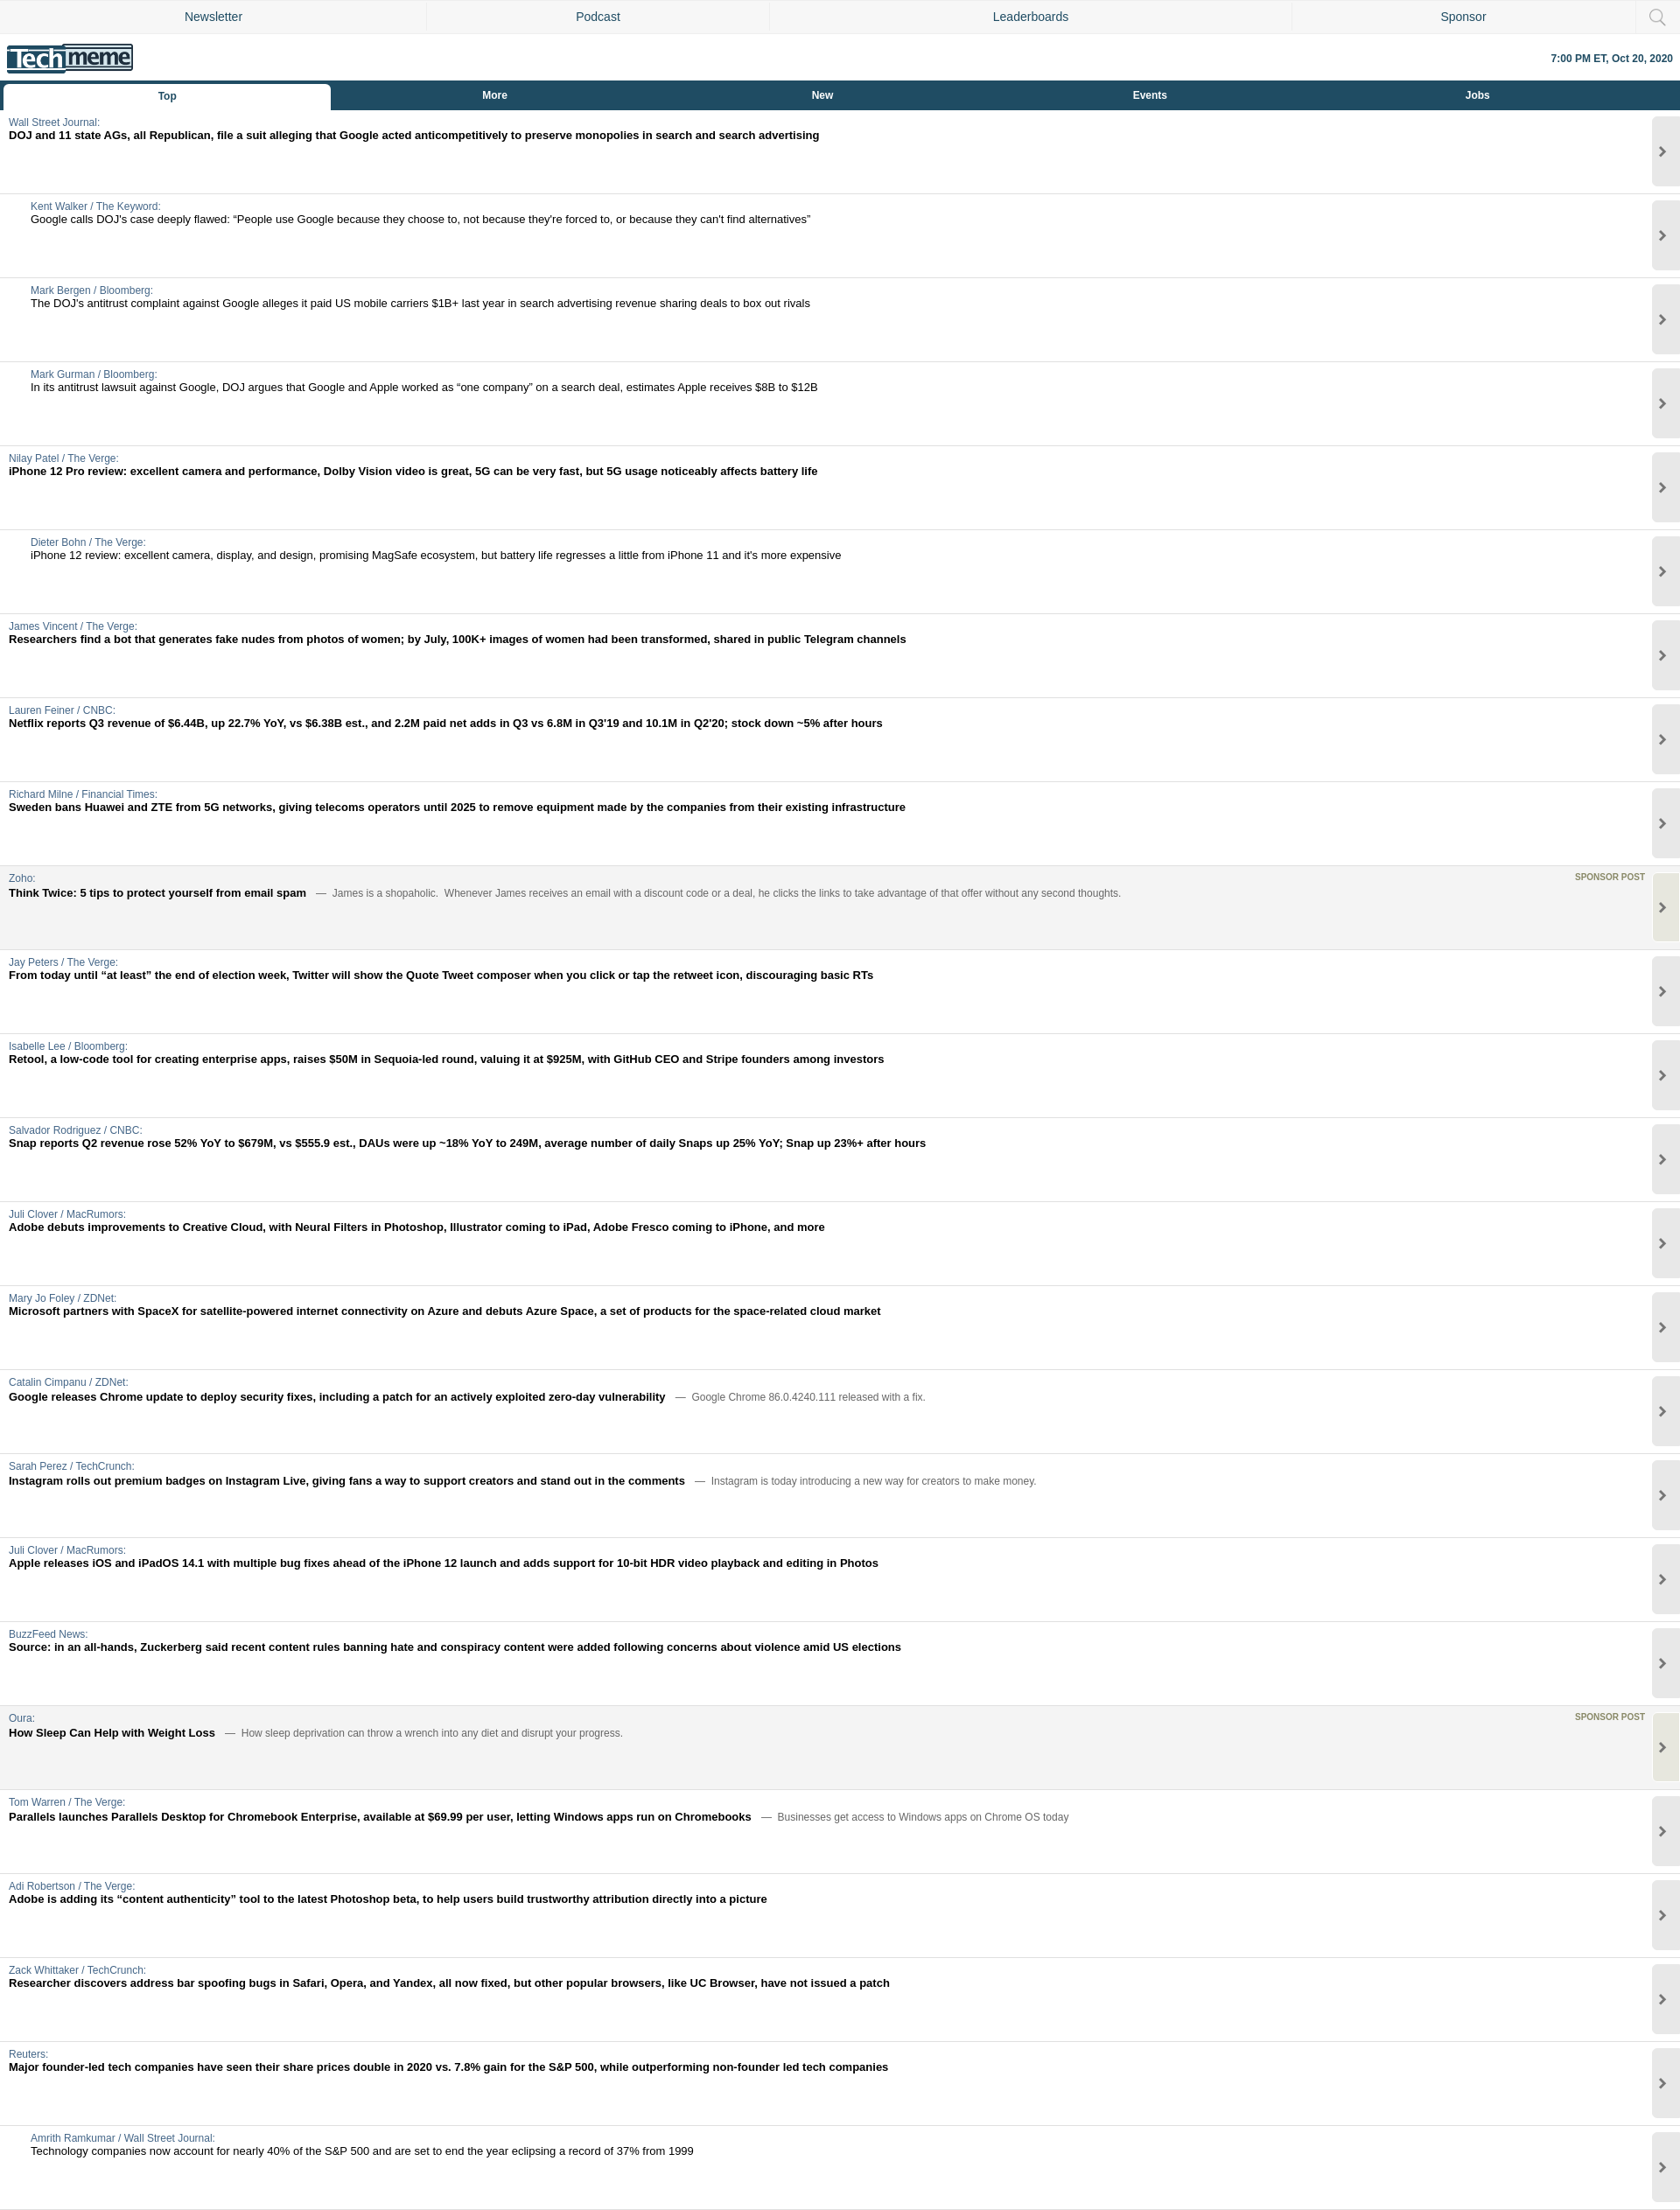 Newsletter
Podcast
Leaderboards
Sponsor
Techmeme
7:00 PM ET, Oct 20, 2020
Top
More
New
Events
Jobs
Wall Street Journal:
DOJ and 11 state AGs, all Republican, file a suit alleging that Google acted anticompetitively to preserve monopolies in search and search advertising
Kent Walker / The Keyword:
Google calls DOJ's case deeply flawed: “People use Google because they choose to, not because they're forced to, or because they can't find alternatives”
Mark Bergen / Bloomberg:
The DOJ's antitrust complaint against Google alleges it paid US mobile carriers $1B+ last year in search advertising revenue sharing deals to box out rivals
Mark Gurman / Bloomberg:
In its antitrust lawsuit against Google, DOJ argues that Google and Apple worked as “one company” on a search deal, estimates Apple receives $8B to $12B
Nilay Patel / The Verge:
iPhone 12 Pro review: excellent camera and performance, Dolby Vision video is great, 5G can be very fast, but 5G usage noticeably affects battery life
Dieter Bohn / The Verge:
iPhone 12 review: excellent camera, display, and design, promising MagSafe ecosystem, but battery life regresses a little from iPhone 11 and it's more expensive
James Vincent / The Verge:
Researchers find a bot that generates fake nudes from photos of women; by July, 100K+ images of women had been transformed, shared in public Telegram channels
Lauren Feiner / CNBC:
Netflix reports Q3 revenue of $6.44B, up 22.7% YoY, vs $6.38B est., and 2.2M paid net adds in Q3 vs 6.8M in Q3'19 and 10.1M in Q2'20; stock down ~5% after hours
Richard Milne / Financial Times:
Sweden bans Huawei and ZTE from 5G networks, giving telecoms operators until 2025 to remove equipment made by the companies from their existing infrastructure
Zoho:
SPONSOR POST
Think Twice: 5 tips to protect yourself from email spam — James is a shopaholic. Whenever James receives an email with a discount code or a deal, he clicks the links to take advantage of that offer without any second thoughts.
Jay Peters / The Verge:
From today until “at least” the end of election week, Twitter will show the Quote Tweet composer when you click or tap the retweet icon, discouraging basic RTs
Isabelle Lee / Bloomberg:
Retool, a low-code tool for creating enterprise apps, raises $50M in Sequoia-led round, valuing it at $925M, with GitHub CEO and Stripe founders among investors
Salvador Rodriguez / CNBC:
Snap reports Q2 revenue rose 52% YoY to $679M, vs $555.9 est., DAUs were up ~18% YoY to 249M, average number of daily Snaps up 25% YoY; Snap up 23%+ after hours
Juli Clover / MacRumors:
Adobe debuts improvements to Creative Cloud, with Neural Filters in Photoshop, Illustrator coming to iPad, Adobe Fresco coming to iPhone, and more
Mary Jo Foley / ZDNet:
Microsoft partners with SpaceX for satellite-powered internet connectivity on Azure and debuts Azure Space, a set of products for the space-related cloud market
Catalin Cimpanu / ZDNet:
Google releases Chrome update to deploy security fixes, including a patch for an actively exploited zero-day vulnerability — Google Chrome 86.0.4240.111 released with a fix.
Sarah Perez / TechCrunch:
Instagram rolls out premium badges on Instagram Live, giving fans a way to support creators and stand out in the comments — Instagram is today introducing a new way for creators to make money.
Juli Clover / MacRumors:
Apple releases iOS and iPadOS 14.1 with multiple bug fixes ahead of the iPhone 12 launch and adds support for 10-bit HDR video playback and editing in Photos
BuzzFeed News:
Source: in an all-hands, Zuckerberg said recent content rules banning hate and conspiracy content were added following concerns about violence amid US elections
Oura:
SPONSOR POST
How Sleep Can Help with Weight Loss — How sleep deprivation can throw a wrench into any diet and disrupt your progress.
Tom Warren / The Verge:
Parallels launches Parallels Desktop for Chromebook Enterprise, available at $69.99 per user, letting Windows apps run on Chromebooks — Businesses get access to Windows apps on Chrome OS today
Adi Robertson / The Verge:
Adobe is adding its “content authenticity” tool to the latest Photoshop beta, to help users build trustworthy attribution directly into a picture
Zack Whittaker / TechCrunch:
Researcher discovers address bar spoofing bugs in Safari, Opera, and Yandex, all now fixed, but other popular browsers, like UC Browser, have not issued a patch
Reuters:
Major founder-led tech companies have seen their share prices double in 2020 vs. 7.8% gain for the S&P 500, while outperforming non-founder led tech companies
Amrith Ramkumar / Wall Street Journal:
Technology companies now account for nearly 40% of the S&P 500 and are set to end the year eclipsing a record of 37% from 1999